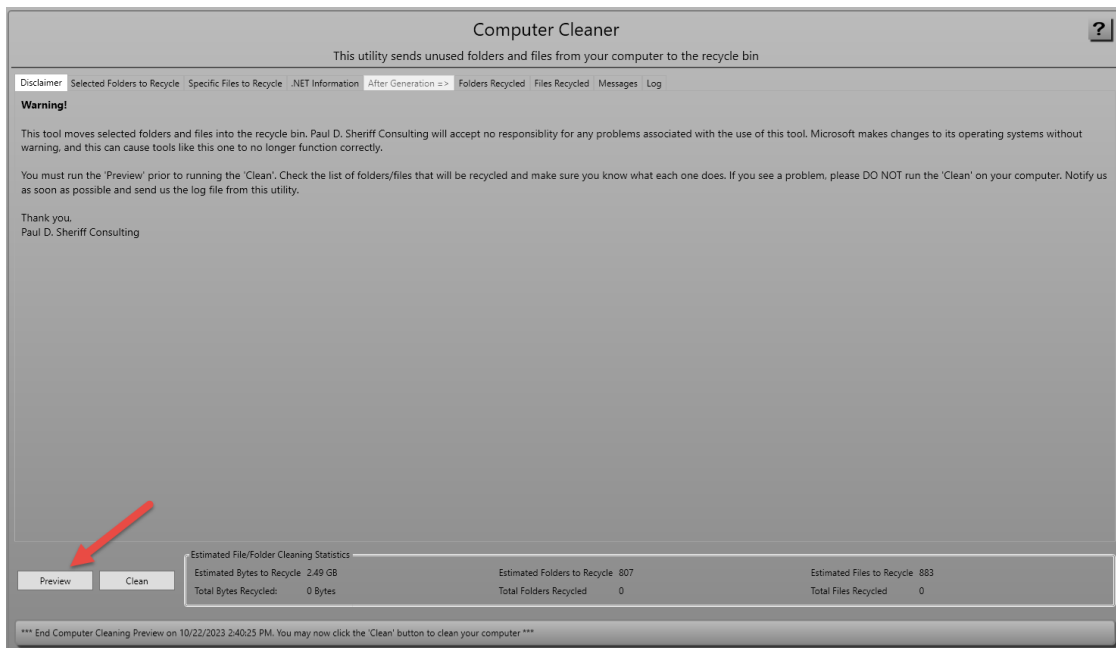 Computer Cleaner
?
This utility sends unused folders and files from your computer to the recycle bin
Disclaimer Selected Folders to Recycle Specific Files to Recycle .NET Information After Generation => Folders Recycled Files Recycled Messages Log
Warning!
This tool moves selected folders and files into the recycle bin. Paul D. Sheriff Consulting will accept no responsiblity for any problems associated with the use of this tool. Microsoft makes changes to its operating systems without
warning, and this can cause tools like this one to no longer function correctly.
You must run the 'Preview' prior to running the 'Clean'. Check the list of folders/files that will be recycled and make sure you know what each one does. If you see a problem, please DO NOT run the 'Clean' on your computer. Notify us
as soon as possible and send us the log file from this utility.
Thank you.
Paul D. Sheriff Consulting
Preview Clean
Estimated File/Folder Cleaning Statistics
Estimated Bytes to Recycle 2.49 GB Estimated Folders to Recycle 807 Estimated Files to Recycle 883
Total Bytes Recycled: 0 Bytes Total Folders Recycled 0 Total Files Recycled 0
*** End Computer Cleaning Preview on 10/22/2023 2:40:25 PM. You may now click the 'Clean' button to clean your computer ***